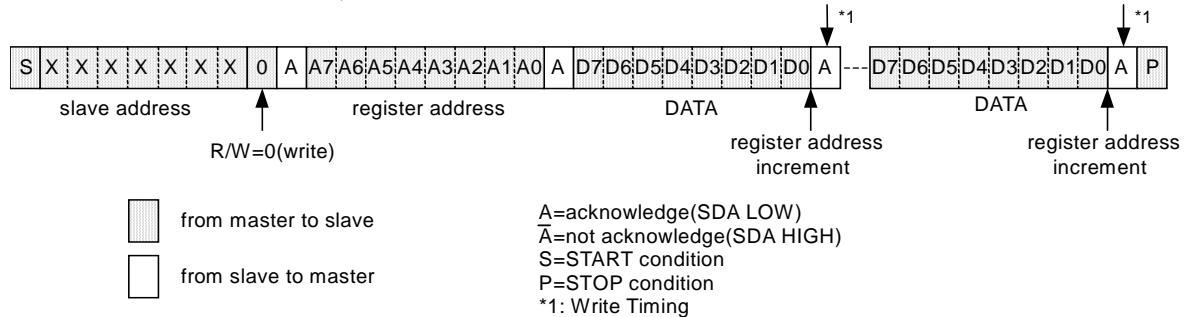 *1 *1
S X X X X X X X 0 A A7 A6 A5 A4 A3 A2 A1 A0 A D7 D6 D5 D4 D3 D2 D1 D0 A D7 D6 D5 D4 D3 D2 D1 D0 A P
slave address register address DATA DATA
R/W=0(write)
register address
increment
register address
increment
from master to slave
from slave to master
A=acknowledge(SDA LOW)
A̅=not acknowledge(SDA HIGH)
S=START condition
P=STOP condition
*1: Write Timing